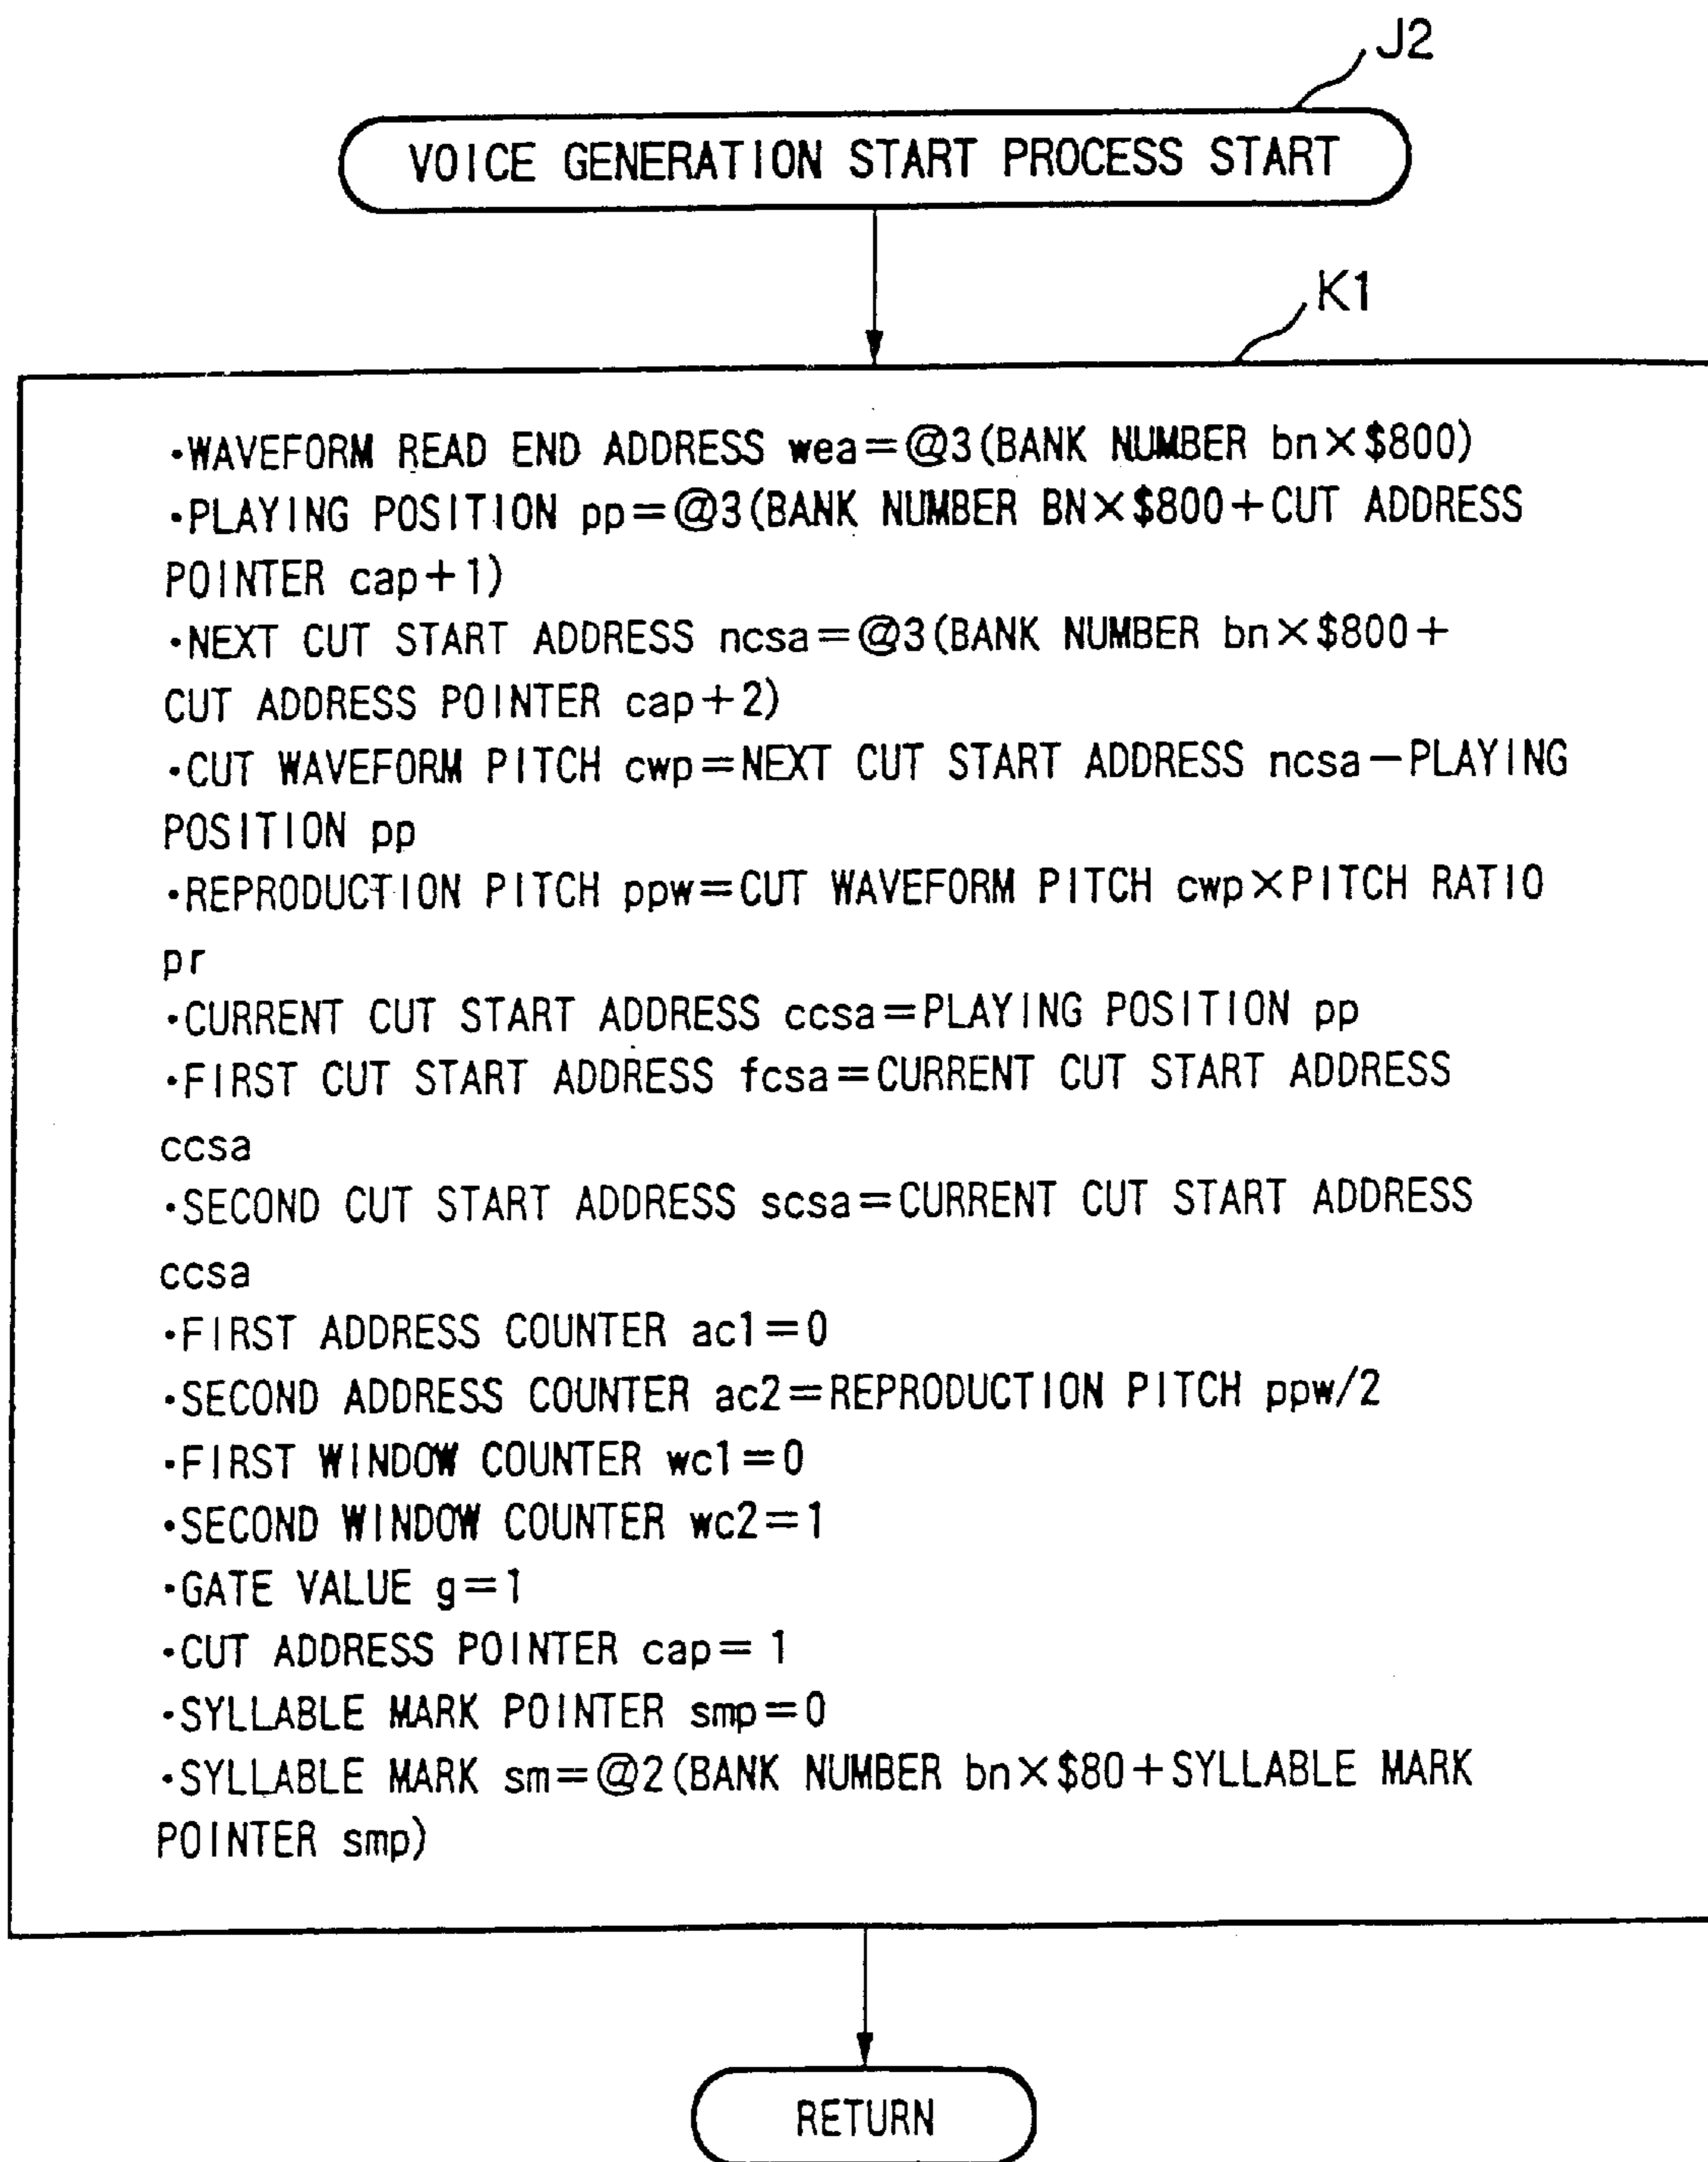 J2
VOICE GENERATION START PROCESS START
K1
·WAVEFORM READ END ADDRESS wea=@3(BANK NUMBER bn×$800)
·PLAYING POSITION pp=@3(BANK NUMBER BN×$800+CUT ADDRESS
POINTER cap+1)
·NEXT CUT START ADDRESS ncsa=@3(BANK NUMBER bn×$800+
CUT ADDRESS POINTER cap+2)
·CUT WAVEFORM PITCH cwp=NEXT CUT START ADDRESS ncsa−PLAYING
POSITION pp
·REPRODUCTION PITCH ppw=CUT WAVEFORM PITCH cwp×PITCH RATIO
pr
·CURRENT CUT START ADDRESS ccsa=PLAYING POSITION pp
·FIRST CUT START ADDRESS fcsa=CURRENT CUT START ADDRESS
ccsa
·SECOND CUT START ADDRESS scsa=CURRENT CUT START ADDRESS
ccsa
·FIRST ADDRESS COUNTER ac1=0
·SECOND ADDRESS COUNTER ac2=REPRODUCTION PITCH ppw/2
·FIRST WINDOW COUNTER wc1=0
·SECOND WINDOW COUNTER wc2=1
·GATE VALUE g=1
·CUT ADDRESS POINTER cap=1
·SYLLABLE MARK POINTER smp=0
·SYLLABLE MARK sm=@2(BANK NUMBER bn×$80+SYLLABLE MARK
POINTER smp)
RETURN